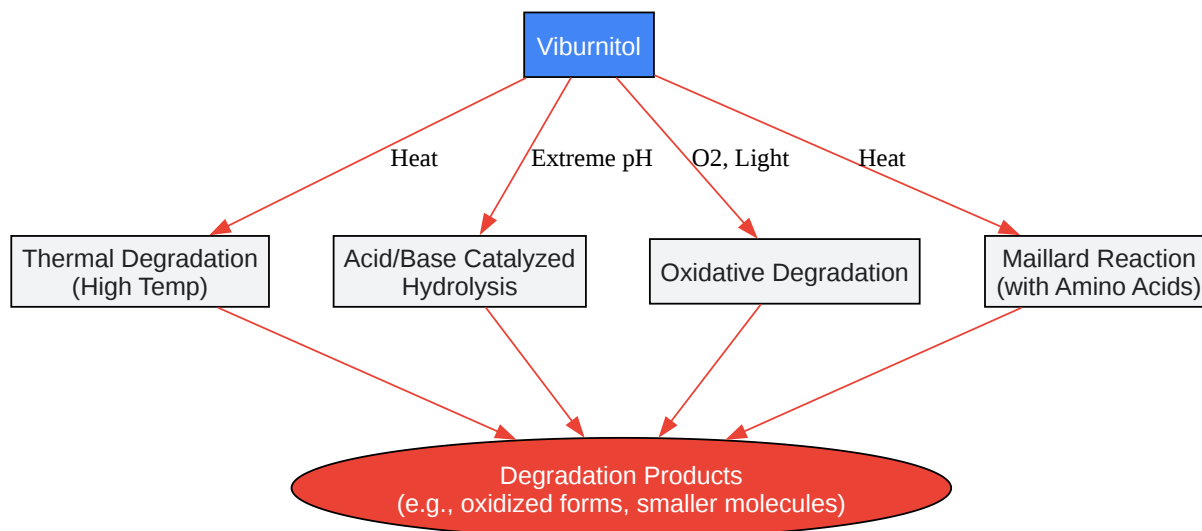 Viburnitol
Heat
Extreme pH
O2, Light
Heat
Thermal Degradation
(High Temp)
Acid/Base Catalyzed
Hydrolysis
Oxidative Degradation
Maillard Reaction
(with Amino Acids)
Degradation Products
(e.g., oxidized forms, smaller molecules)